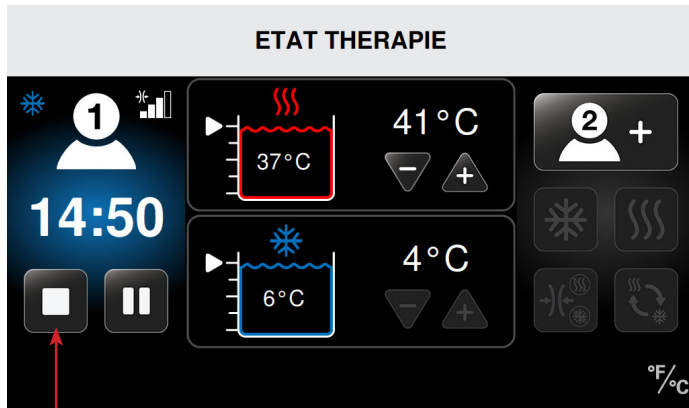 ETAT THERAPIE
1
14:50
37°C
41°C
− +
6°C
4°C
− +
2 +
°F/°C